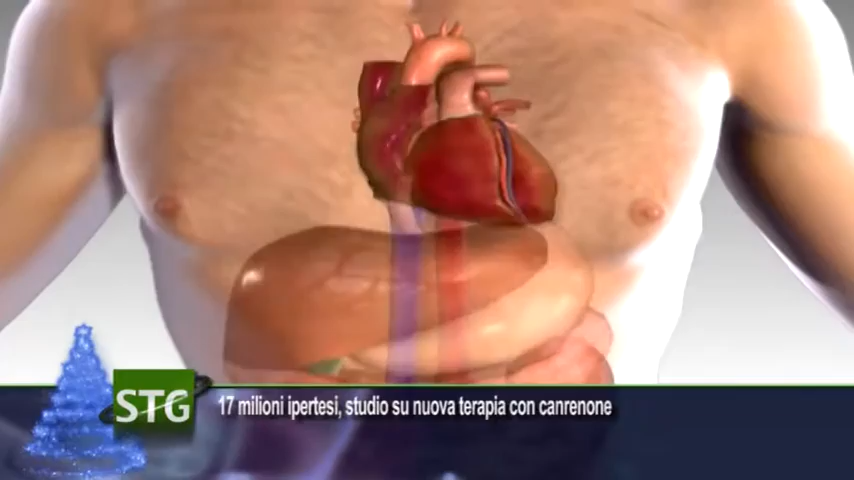 STG
17 milioni ipertesi, studio su nuova terapia con canrenone